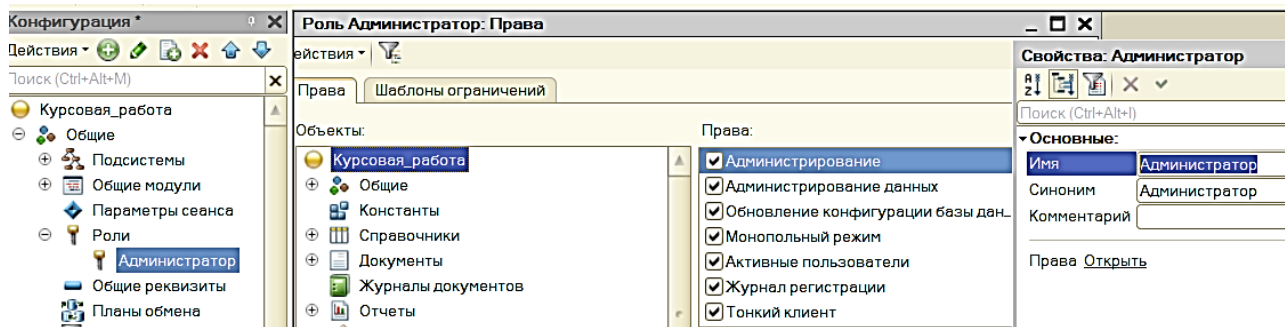 Конфигурация *
Действия
Поиск (Ctrl+Alt+M)
Курсовая_работа
Общие
Подсистемы
Общие модули
Параметры сеанса
Роли
Администратор
Общие реквизиты
Планы обмена
Роль Администратор: Права
ействия
Права
Шаблоны ограничений
Объекты:
Курсовая_работа
Общие
Константы
Справочники
Документы
Журналы документов
Отчеты
Права:
Администрирование
Администрирование данных
Обновление конфигурации базы дан...
Монопольный режим
Активные пользователи
Журнал регистрации
Тонкий клиент
Свойства: Администратор
Поиск (Ctrl+Alt+I)
Основные:
Имя Администратор
Синоним Администратор
Комментарий
Права Открыть